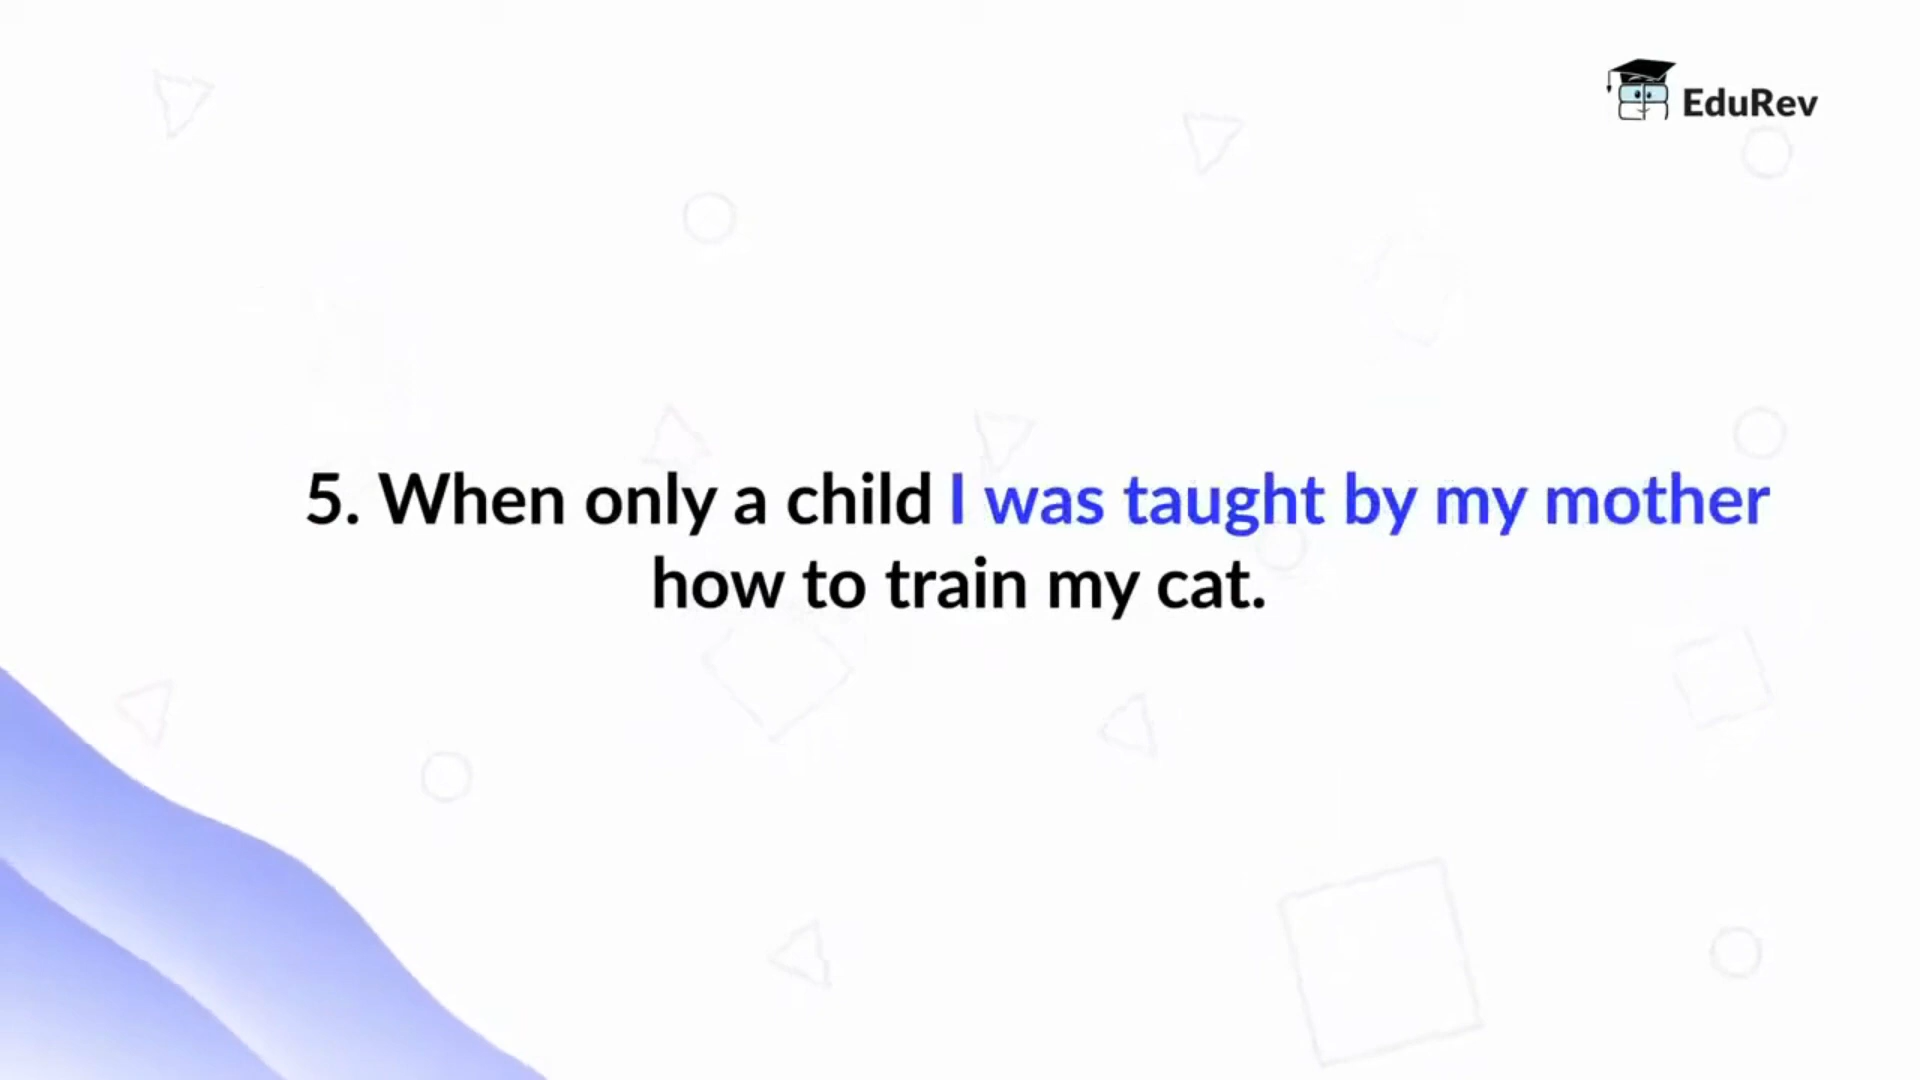 EduRev
5. When only a child I was taught by my mother
how to train my cat.